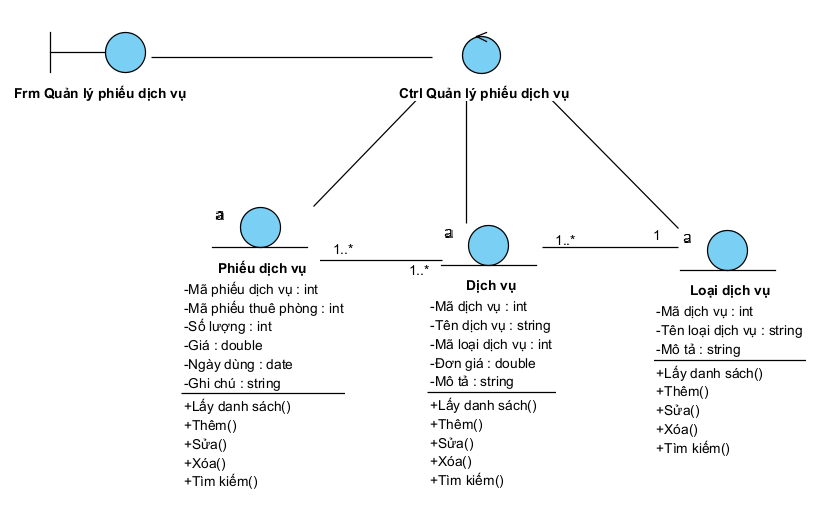 Frm Quản lý phiếu dịch vụ
Ctrl Quản lý phiếu dịch vụ
a
1..*
1..*
Phiếu dịch vụ
-Mã phiếu dịch vụ : int
-Mã phiếu thuê phòng : int
-Số lượng : int
-Giá : double
-Ngày dùng : date
-Ghi chú : string
+Lấy danh sách()
+Thêm()
+Sửa()
+Xóa()
+Tìm kiếm()
a
1..*
1
Dịch vụ
-Mã dịch vụ : int
-Tên dịch vụ : string
-Mã loại dịch vụ : int
-Đơn giá : double
-Mô tả : string
+Lấy danh sách()
+Thêm()
+Sửa()
+Xóa()
+Tìm kiếm()
a
Loại dịch vụ
-Mã dịch vụ : int
-Tên loại dịch vụ : string
-Mô tả : string
+Lấy danh sách()
+Thêm()
+Sửa()
+Xóa()
+Tìm kiếm()